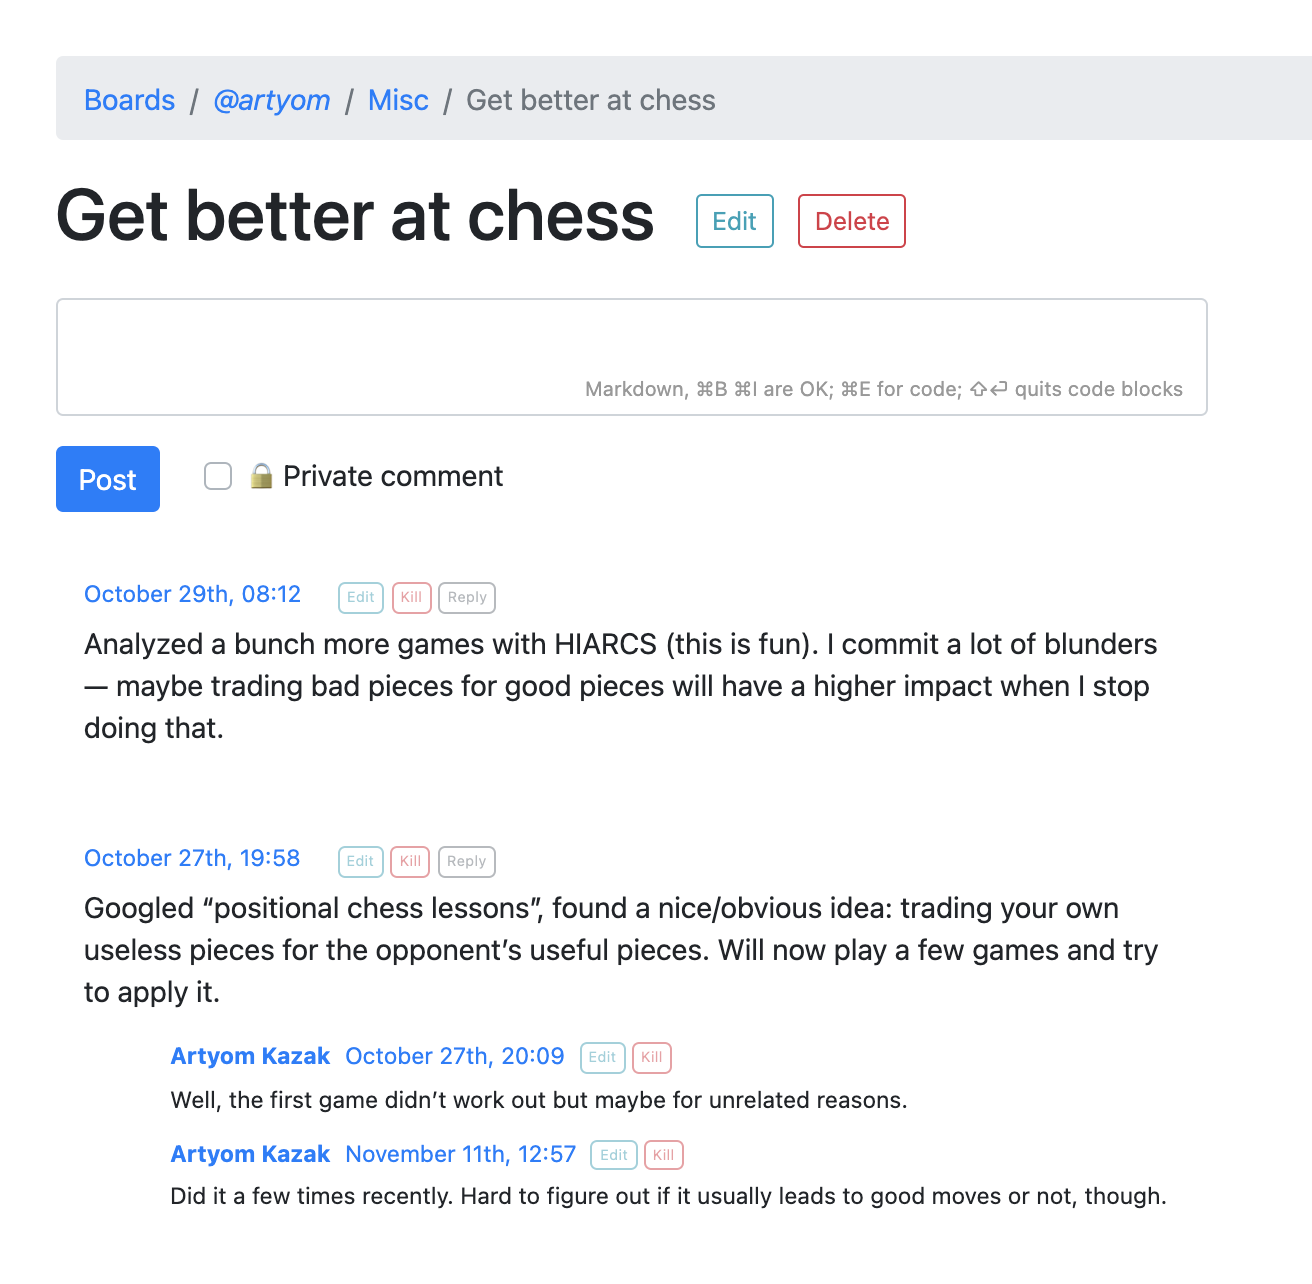 Boards / @artyom / Misc / Get better at chess
Get better at chess Edit Delete
Markdown, ⌘B ⌘I are OK; ⌘E for code; ⇧⏎ quits code blocks
Post 🔒 Private comment
October 29th, 08:12 Edit Kill Reply
Analyzed a bunch more games with HIARCS (this is fun). I commit a lot of blunders
— maybe trading bad pieces for good pieces will have a higher impact when I stop
doing that.
October 27th, 19:58 Edit Kill Reply
Googled “positional chess lessons”, found a nice/obvious idea: trading your own
useless pieces for the opponent’s useful pieces. Will now play a few games and try
to apply it.
Artyom Kazak October 27th, 20:09 Edit Kill
Well, the first game didn’t work out but maybe for unrelated reasons.
Artyom Kazak November 11th, 12:57 Edit Kill
Did it a few times recently. Hard to figure out if it usually leads to good moves or not, though.